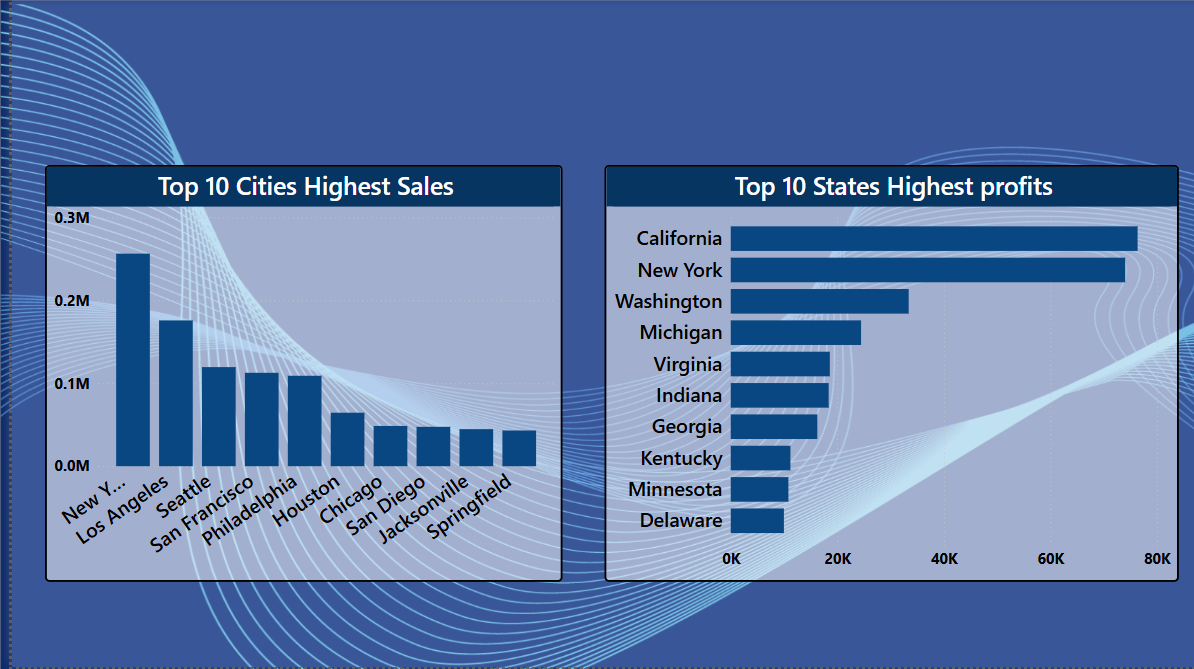 Top 10 Cities Highest Sales
0.3M
0.2M
0.1M
0.0M
New Y...
Los Angeles
Seattle
San Francisco
Philadelphia
Houston
Chicago
San Diego
Jacksonville
Springfield
Top 10 States Highest profits
California
New York
Washington
Michigan
Virginia
Indiana
Georgia
Kentucky
Minnesota
Delaware
0K 20K 40K 60K 80K